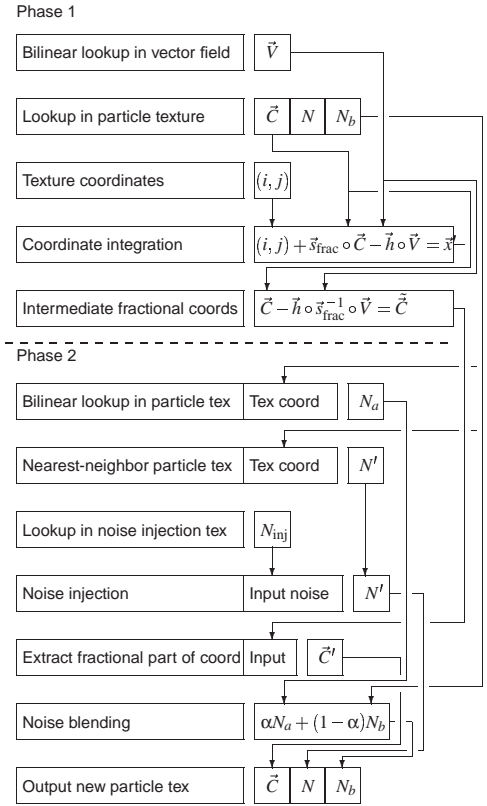 Phase 1
Bilinear lookup in vector field V⃗
Lookup in particle texture C⃗ N N_b
Texture coordinates (i, j)
Coordinate integration (i, j) + s⃗_frac ∘ C⃗ − h⃗ ∘ V⃗ = x⃗′
Intermediate fractional coords C⃗ − h⃗ ∘ s⃗_frac^−1 ∘ V⃗ = C⃗̃
Phase 2
Bilinear lookup in particle tex Tex coord N_a
Nearest-neighbor particle tex Tex coord N′
Lookup in noise injection tex N_inj
Noise injection Input noise N′
Extract fractional part of coord Input C⃗′
Noise blending αN_a + (1 − α)N_b
Output new particle tex C⃗ N N_b